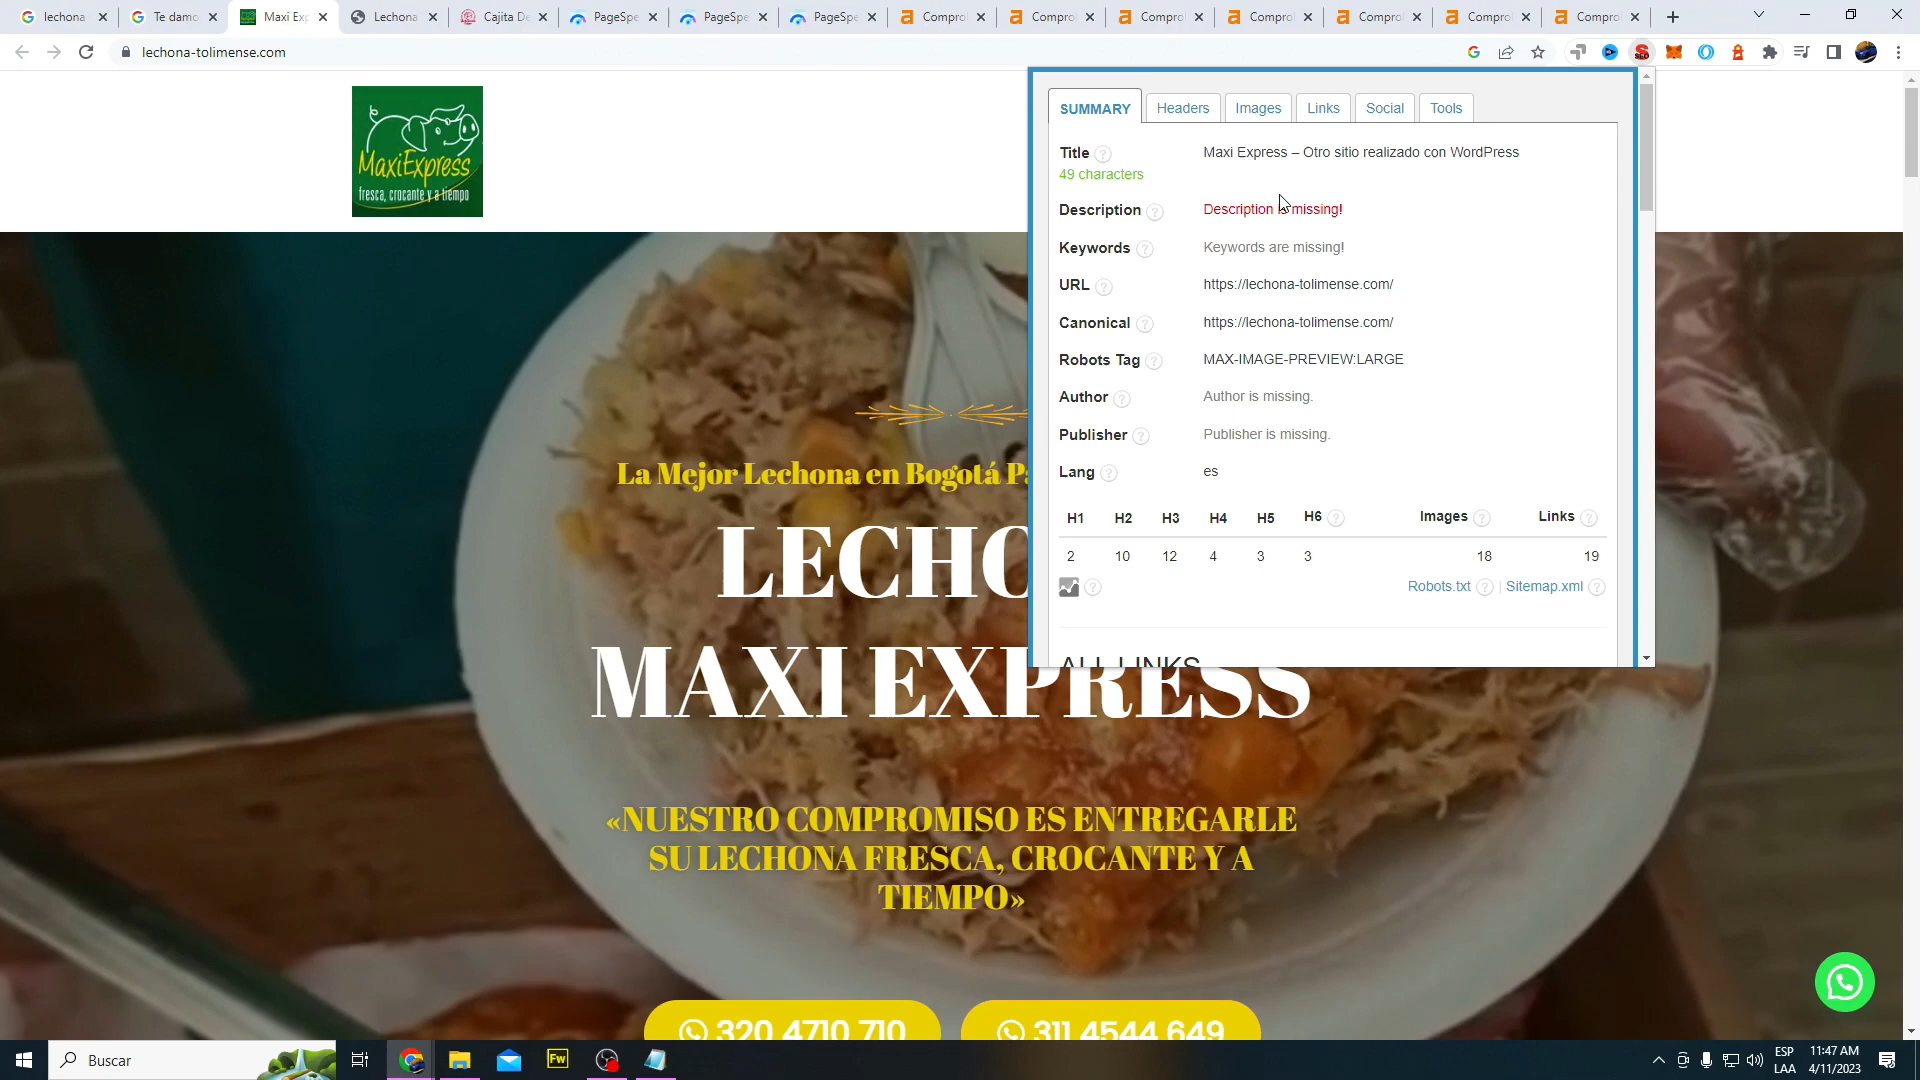 lechona
Te damo
Maxi Exp
Lechona
Cajita De
PageSpe
PageSpe
PageSpe
Compro
Compro
Compro
Compro
Compro
Compro
Compro
lechona-tolimense.com
MaxiExpress
fresca, crocante y a tiempo
SUMMARY
Headers
Images
Links
Social
Tools
Title
Maxi Express – Otro sitio realizado con WordPress
49 characters
Description
Description is missing!
Keywords
Keywords are missing!
URL
https://lechona-tolimense.com/
Canonical
https://lechona-tolimense.com/
Robots Tag
MAX-IMAGE-PREVIEW:LARGE
Author
Author is missing.
Publisher
Publisher is missing.
Lang
es
H1 H2 H3 H4 H5 H6 Images Links
2 10 12 4 3 3 18 19
Robots.txt | Sitemap.xml
ALL LINKS
La Mejor Lechona en Bogotá Pa
LECHO
MAXI EXPRESS
«NUESTRO COMPROMISO ES ENTREGARLE
SU LECHONA FRESCA, CROCANTE Y A
TIEMPO»
320 4710 710
311 4544 649
Buscar
Fw
ESP
LAA
11:47 AM
4/11/2023